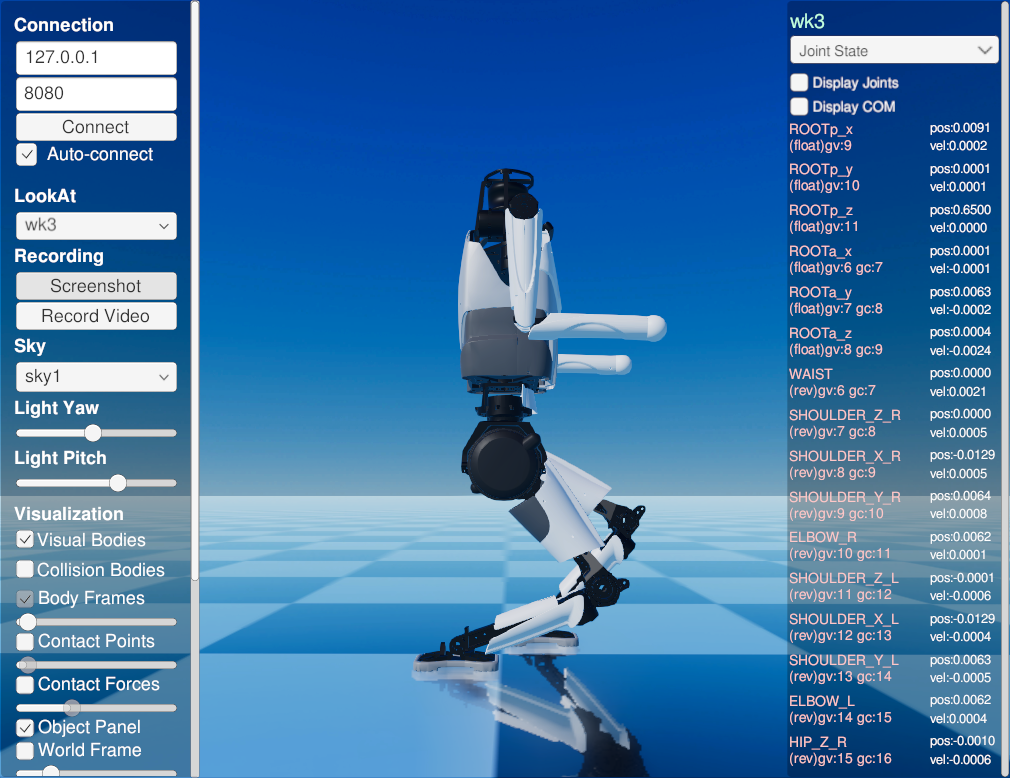 Connection
127.0.0.1
8080
Connect
Auto-connect
LookAt
wk3
Recording
Screenshot
Record Video
Sky
sky1
Light Yaw
Light Pitch
Visualization
Visual Bodies
Collision Bodies
Body Frames
Contact Points
Contact Forces
Object Panel
World Frame
wk3
Joint State
Display Joints
Display COM
ROOTp_x pos:0.0091
(float)gv:9 vel:0.0002
ROOTp_y pos:0.0001
(float)gv:10 vel:0.0001
ROOTp_z pos:0.6500
(float)gv:11 vel:0.0000
ROOTa_x pos:0.0001
(float)gv:6 gc:7 vel:-0.0001
ROOTa_y pos:0.0063
(float)gv:7 gc:8 vel:-0.0002
ROOTa_z pos:0.0004
(float)gv:8 gc:9 vel:-0.0024
WAIST pos:0.0000
(rev)gv:6 gc:7 vel:0.0021
SHOULDER_Z_R pos:0.0000
(rev)gv:7 gc:8 vel:0.0005
SHOULDER_X_R pos:-0.0129
(rev)gv:8 gc:9 vel:0.0005
SHOULDER_Y_R pos:0.0064
(rev)gv:9 gc:10 vel:0.0008
ELBOW_R pos:0.0062
(rev)gv:10 gc:11 vel:0.0001
SHOULDER_Z_L pos:-0.0001
(rev)gv:11 gc:12 vel:-0.0006
SHOULDER_X_L pos:-0.0129
(rev)gv:12 gc:13 vel:-0.0004
SHOULDER_Y_L pos:0.0063
(rev)gv:13 gc:14 vel:-0.0005
ELBOW_L pos:0.0062
(rev)gv:14 gc:15 vel:0.0004
HIP_Z_R pos:-0.0010
(rev)gv:15 gc:16 vel:-0.0006